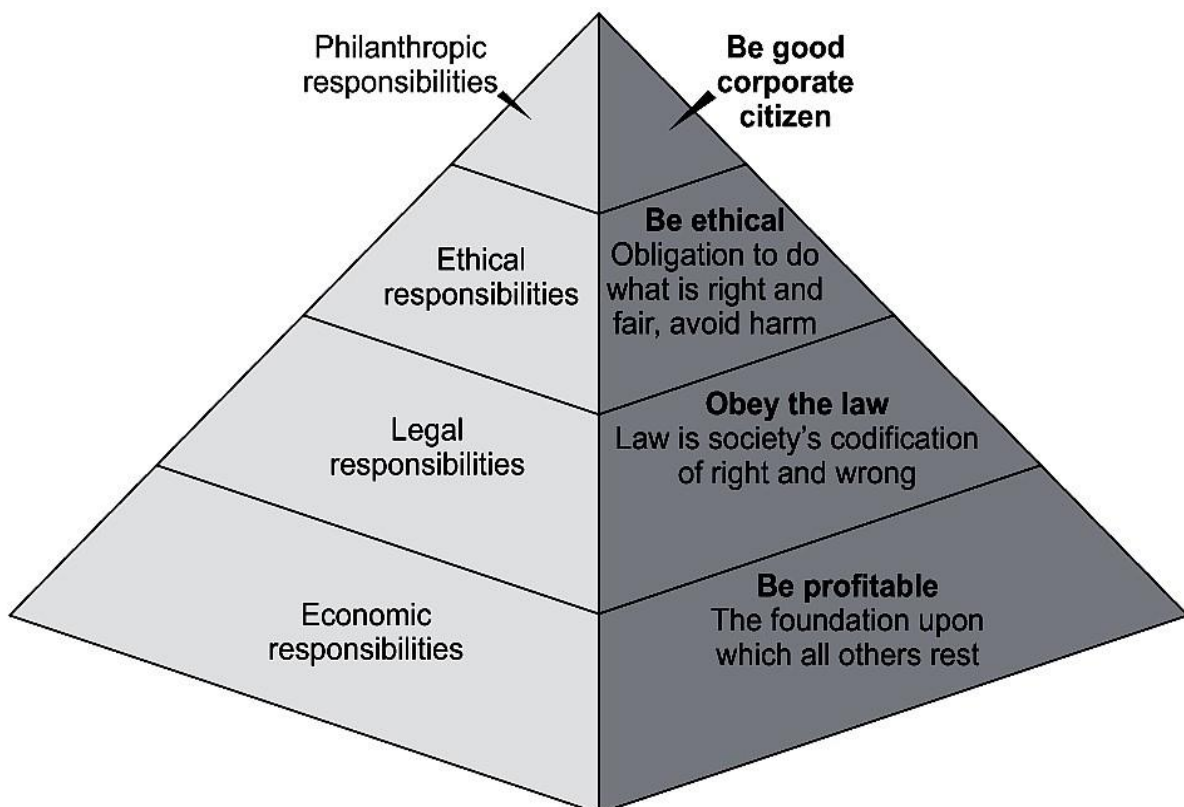 Philanthropic
responsibilities
Be good
corporate
citizen
Ethical
responsibilities
Be ethical
Obligation to do
what is right and
fair, avoid harm
Legal
responsibilities
Obey the law
Law is society's codification
of right and wrong
Economic
responsibilities
Be profitable
The foundation upon
which all others rest